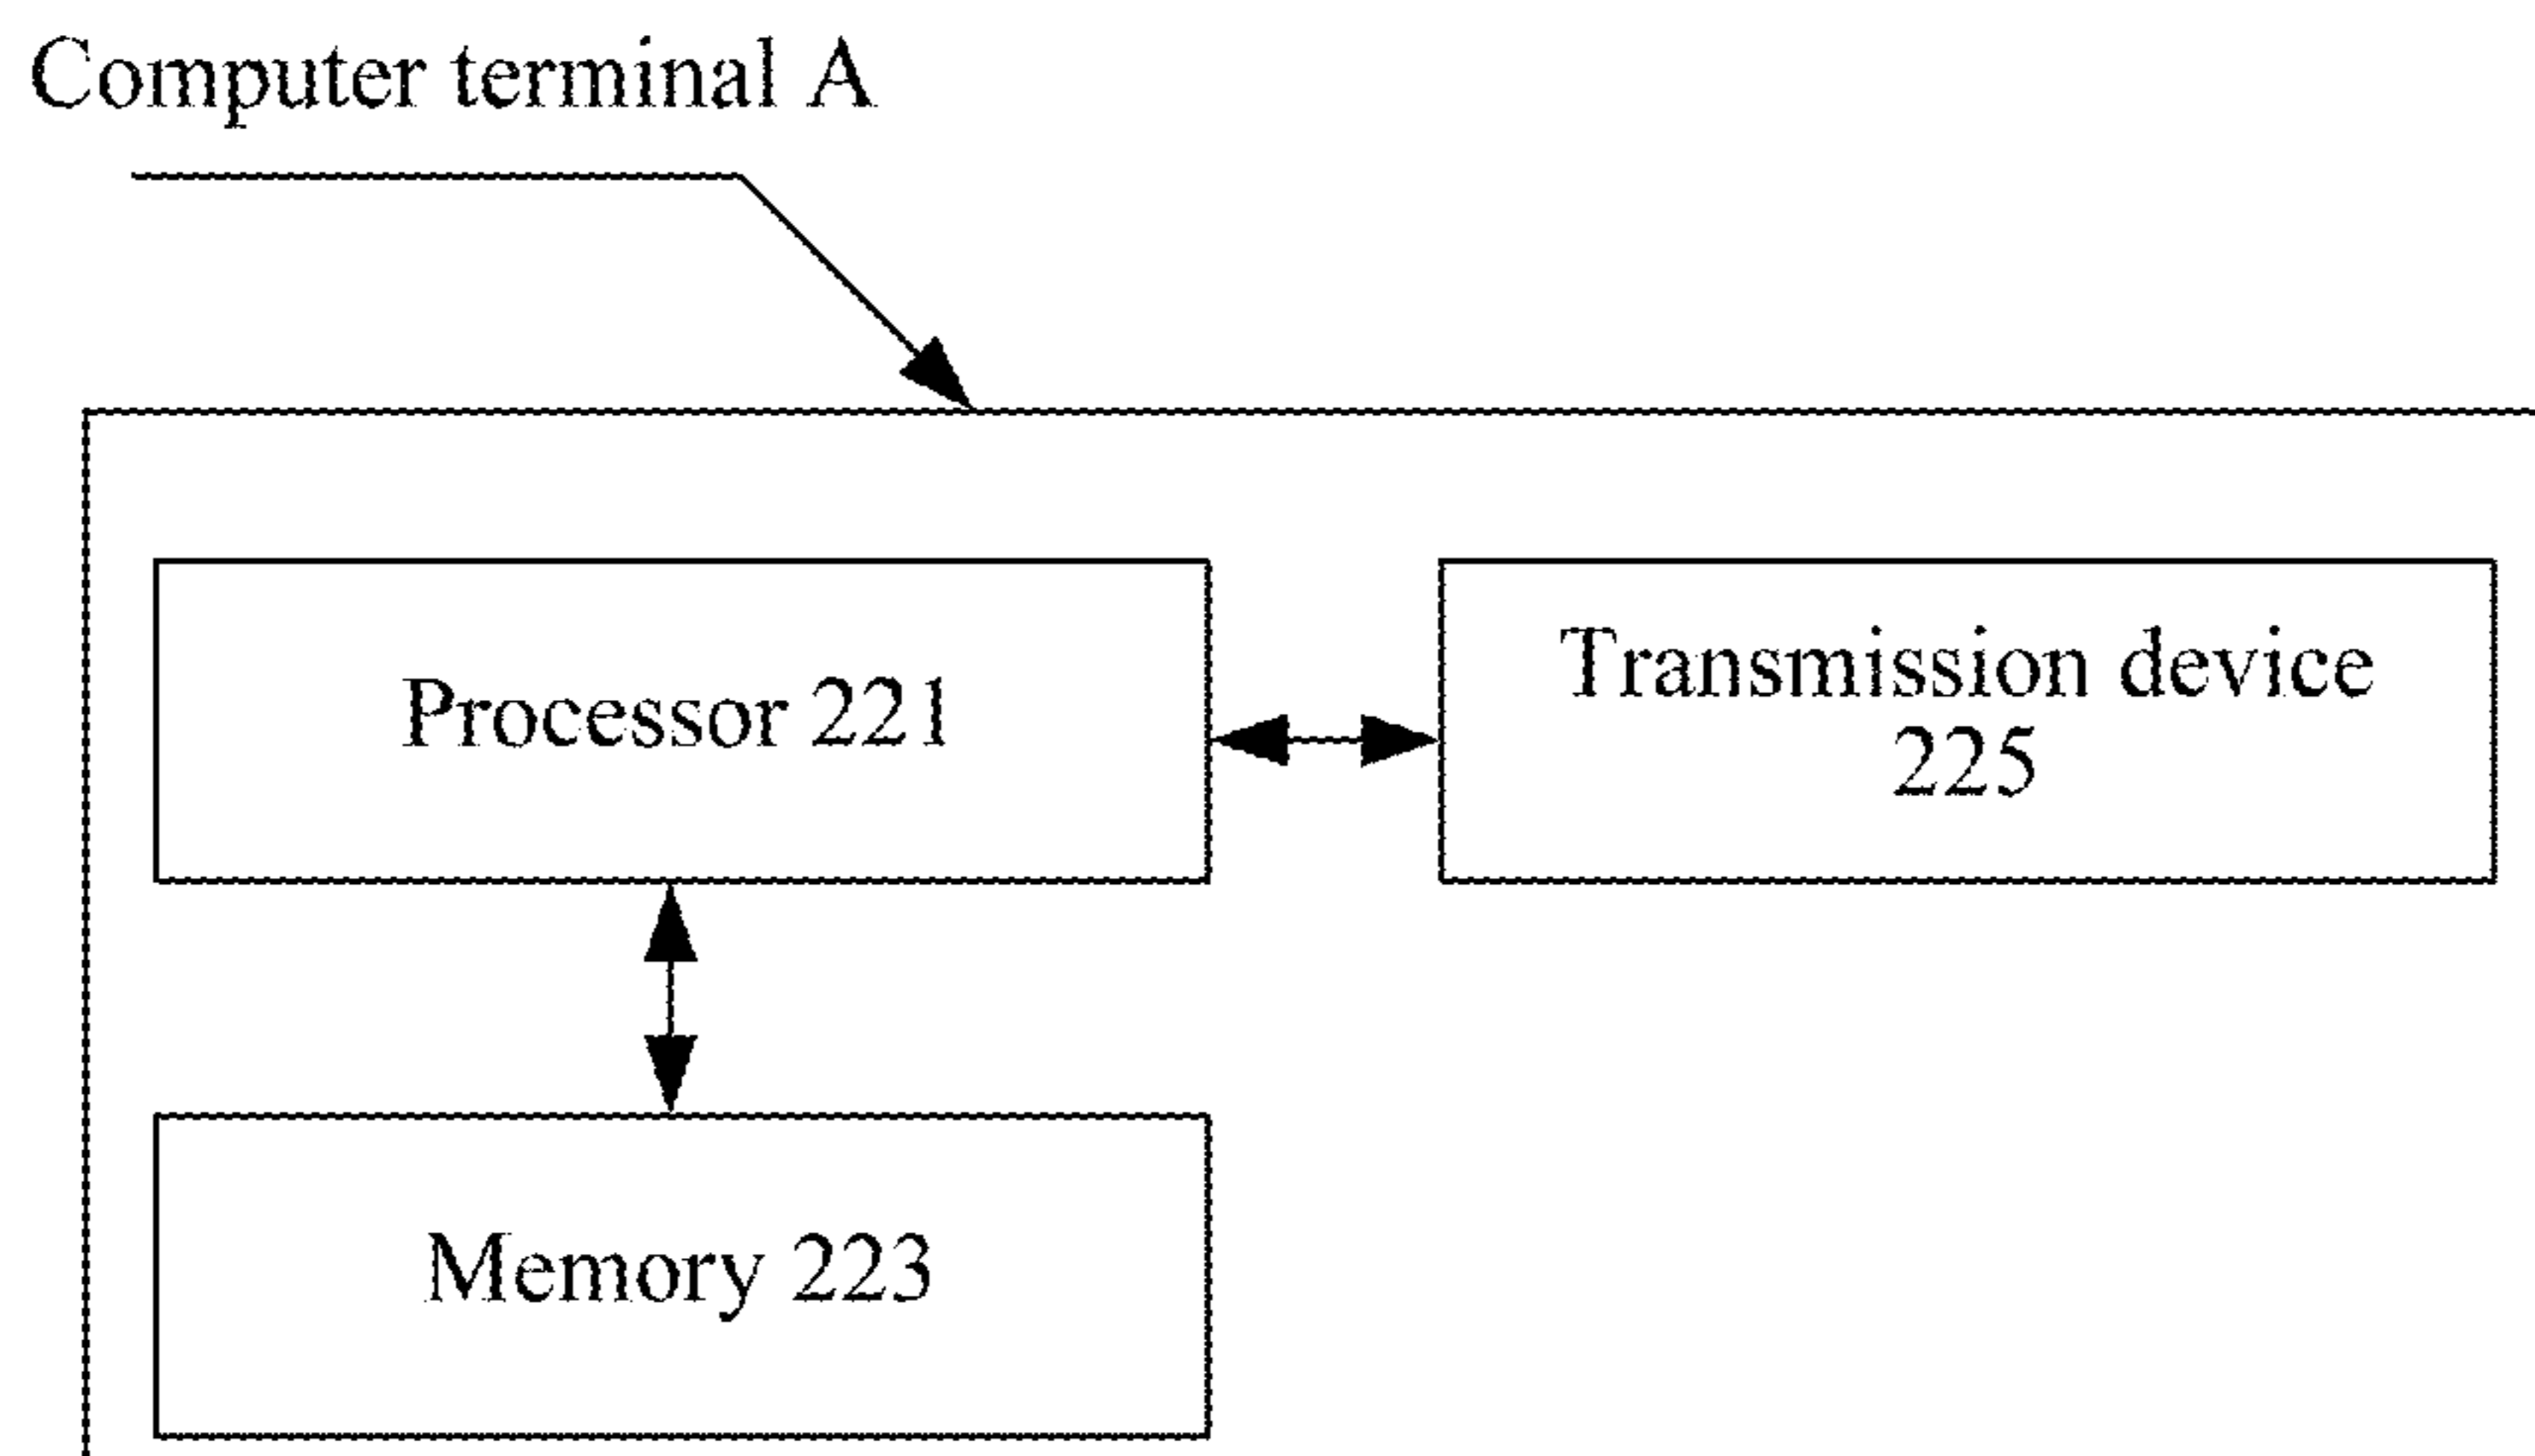 Computer terminal A
Processor 221
Transmission device
225
Memory 223